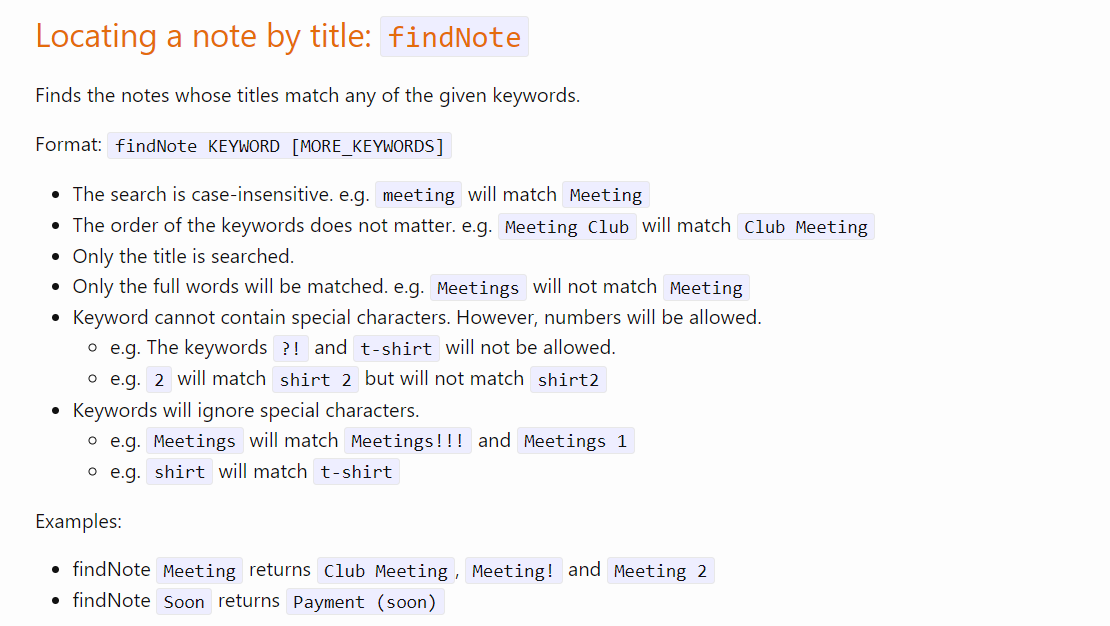 Locating a note by title: findNote
Finds the notes whose titles match any of the given keywords.
Format: findNote KEYWORD [MORE_KEYWORDS]
The search is case-insensitive. e.g. meeting will match Meeting
The order of the keywords does not matter. e.g. Meeting Club will match Club Meeting
Only the title is searched.
Only the full words will be matched. e.g. Meetings will not match Meeting
Keyword cannot contain special characters. However, numbers will be allowed.
e.g. The keywords ?! and t-shirt will not be allowed.
e.g. 2 will match shirt 2 but will not match shirt2
Keywords will ignore special characters.
e.g. Meetings will match Meetings!!! and Meetings 1
e.g. shirt will match t-shirt
Examples:
findNote Meeting returns Club Meeting, Meeting! and Meeting 2
findNote Soon returns Payment (soon)